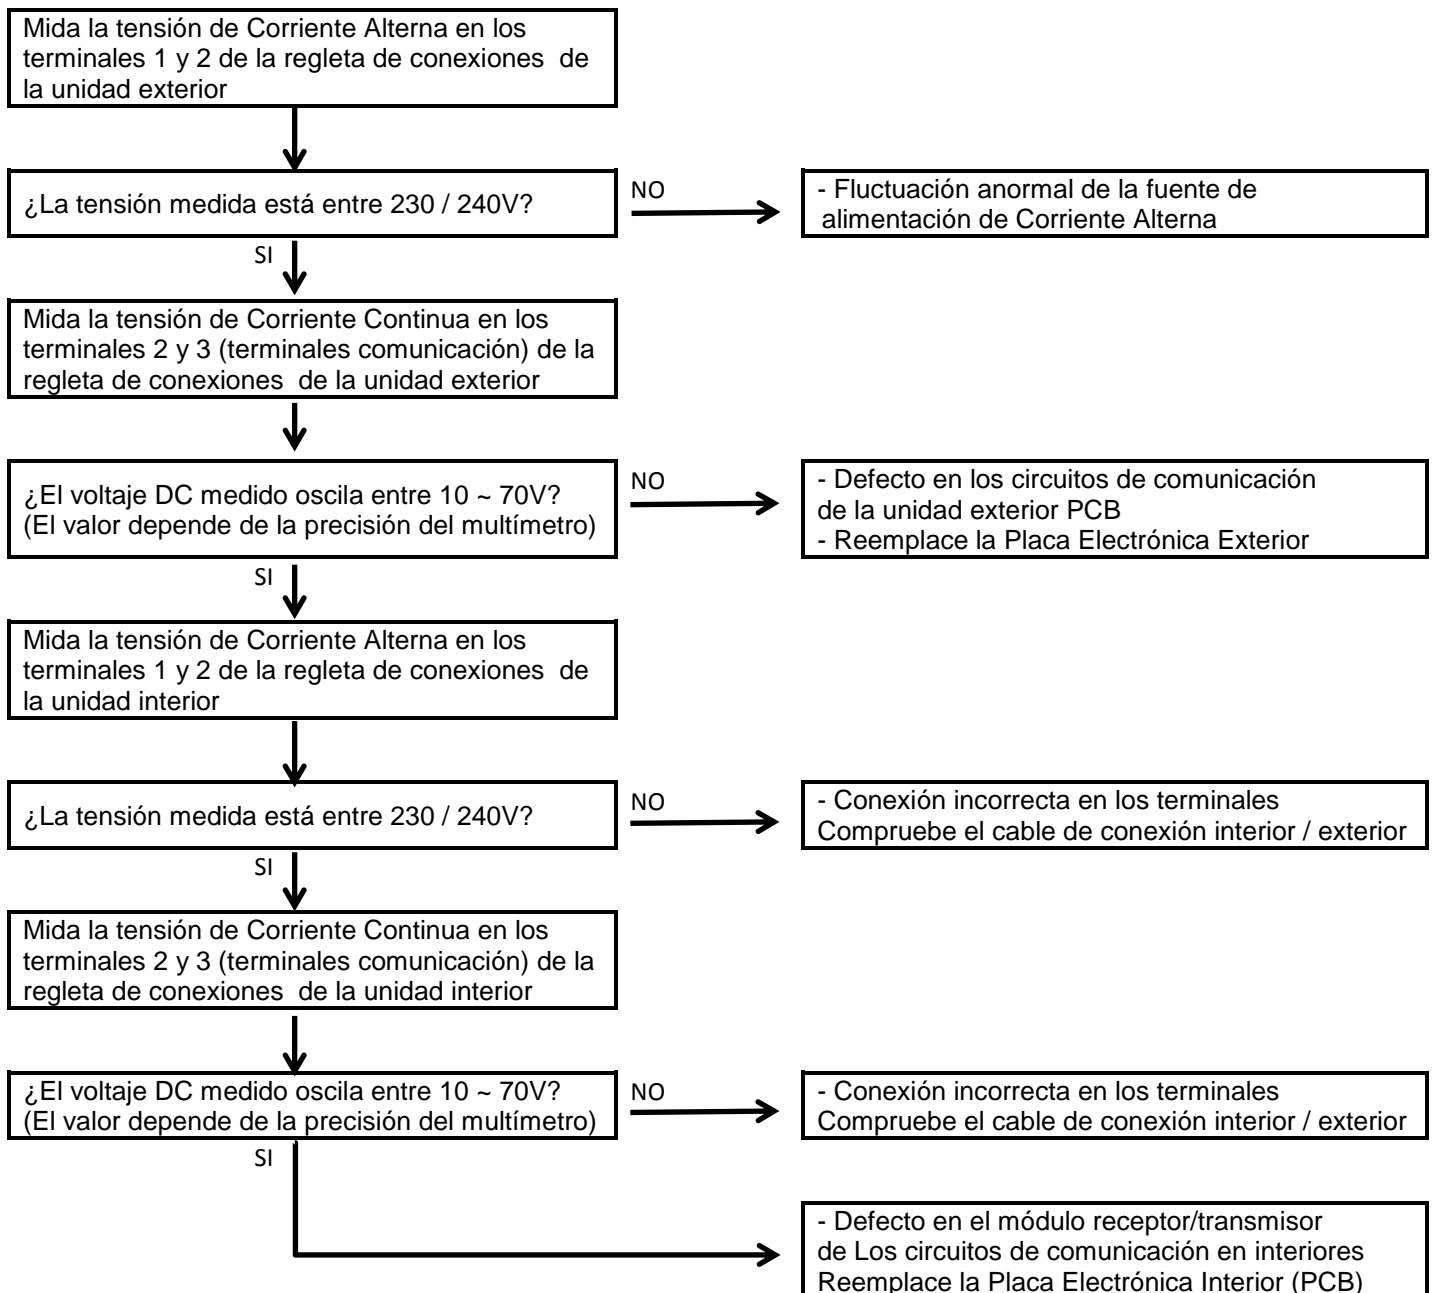 Mida la tensión de Corriente Alterna en los
terminales 1 y 2 de la regleta de conexiones  de
la unidad exterior
¿La tensión medida está entre 230 / 240V?
NO
- Fluctuación anormal de la fuente de
alimentación de Corriente Alterna
SI
Mida la tensión de Corriente Continua en los
terminales 2 y 3 (terminales comunicación) de la
regleta de conexiones  de la unidad exterior
¿El voltaje DC medido oscila entre 10 ~ 70V?
(El valor depende de la precisión del multímetro)
NO
- Defecto en los circuitos de comunicación
de la unidad exterior PCB
- Reemplace la Placa Electrónica Exterior
SI
Mida la tensión de Corriente Alterna en los
terminales 1 y 2 de la regleta de conexiones  de
la unidad interior
¿La tensión medida está entre 230 / 240V?
NO
- Conexión incorrecta en los terminales
Compruebe el cable de conexión interior / exterior
SI
Mida la tensión de Corriente Continua en los
terminales 2 y 3 (terminales comunicación) de la
regleta de conexiones  de la unidad interior
¿El voltaje DC medido oscila entre 10 ~ 70V?
(El valor depende de la precisión del multímetro)
NO
- Conexión incorrecta en los terminales
Compruebe el cable de conexión interior / exterior
SI
- Defecto en el módulo receptor/transmisor
de Los circuitos de comunicación en interiores
Reemplace la Placa Electrónica Interior (PCB)